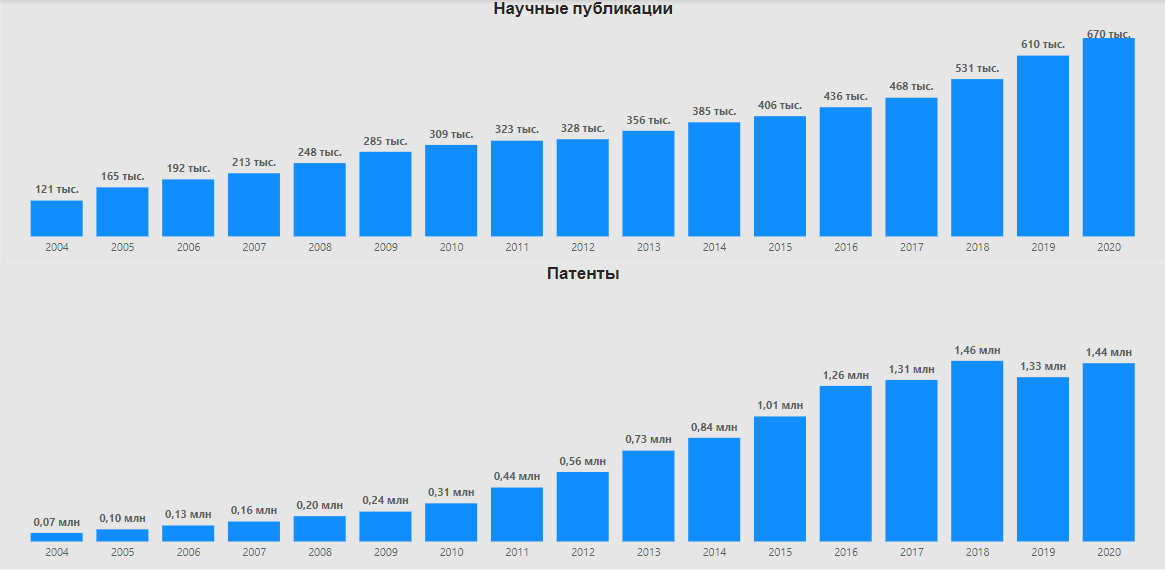 Научные публикации
121 тыс. 165 тыс. 192 тыс. 213 тыс. 248 тыс. 285 тыс. 309 тыс. 323 тыс. 328 тыс. 356 тыс. 385 тыс. 406 тыс. 436 тыс. 468 тыс. 531 тыс. 610 тыс. 670 тыс.
2004 2005 2006 2007 2008 2009 2010 2011 2012 2013 2014 2015 2016 2017 2018 2019 2020
Патенты
0,07 млн 0,10 млн 0,13 млн 0,16 млн 0,20 млн 0,24 млн 0,31 млн 0,44 млн 0,56 млн 0,73 млн 0,84 млн 1,01 млн 1,26 млн 1,31 млн 1,46 млн 1,33 млн 1,44 млн
2004 2005 2006 2007 2008 2009 2010 2011 2012 2013 2014 2015 2016 2017 2018 2019 2020